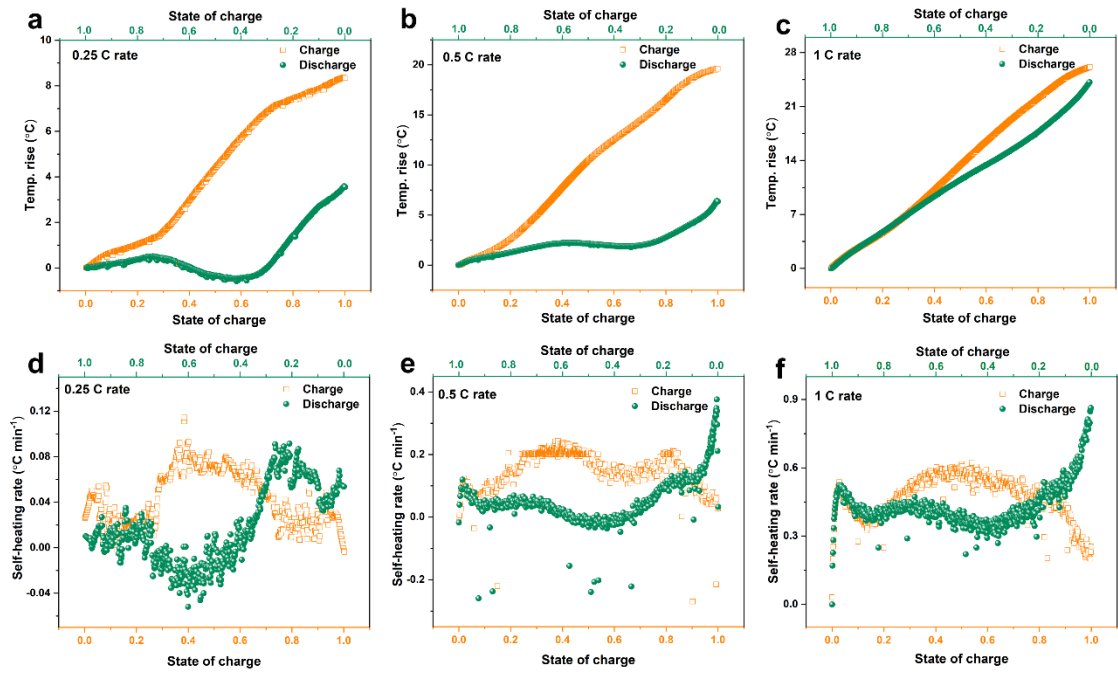 a
State of charge
1.0 0.8 0.6 0.4 0.2 0.0
0.25 C rate
Charge
Discharge
Temp. rise (°C)
10
8
6
4
2
0
0.0 0.2 0.4 0.6 0.8 1.0
State of charge
b
State of charge
1.0 0.8 0.6 0.4 0.2 0.0
0.5 C rate
Charge
Discharge
Temp. rise (°C)
20
15
10
5
0
0.0 0.2 0.4 0.6 0.8 1.0
State of charge
c
State of charge
1.0 0.8 0.6 0.4 0.2 0.0
1 C rate
Charge
Discharge
Temp. rise (°C)
28
21
14
7
0
0.0 0.2 0.4 0.6 0.8 1.0
State of charge
d
State of charge
1.0 0.8 0.6 0.4 0.2 0.0
0.25 C rate
Charge
Discharge
Self-heating rate (°C min⁻¹)
0.12
0.08
0.04
0.00
-0.04
0.0 0.2 0.4 0.6 0.8 1.0
State of charge
e
State of charge
1.0 0.8 0.6 0.4 0.2 0.0
0.5 C rate
Charge
Discharge
Self-heating rate (°C min⁻¹)
0.4
0.2
0.0
-0.2
0.0 0.2 0.4 0.6 0.8 1.0
State of charge
f
State of charge
1.0 0.8 0.6 0.4 0.2 0.0
1 C rate
Charge
Discharge
Self-heating rate (°C min⁻¹)
0.9
0.6
0.3
0.0
0.0 0.2 0.4 0.6 0.8 1.0
State of charge